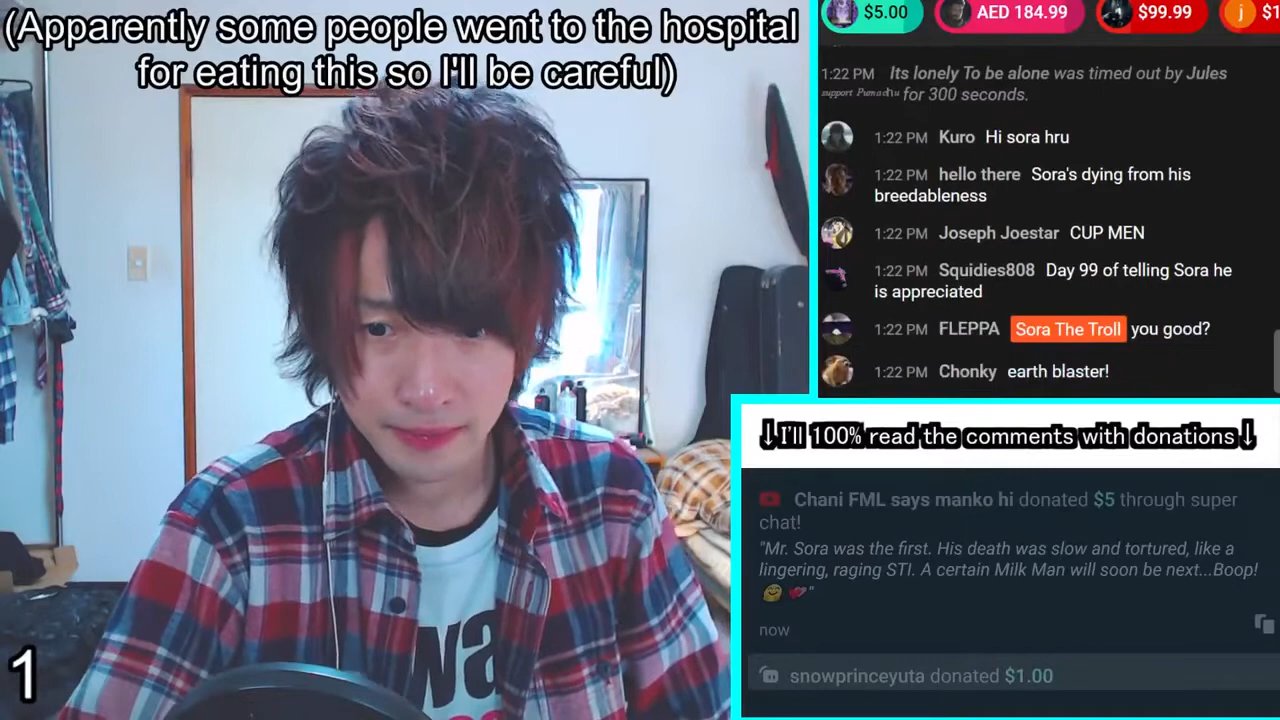 (Apparently some people went to the hospital
for eating this so I'll be careful)
1
$5.00
AED 184.99
$99.99
j
$1
1:22 PM Its lonely To be alone was timed out by Jules
for 300 seconds.
1:22 PM Kuro Hi sora hru
1:22 PM hello there Sora's dying from his
breedableness
1:22 PM Joseph Joestar CUP MEN
1:22 PM Squidies808 Day 99 of telling Sora he
is appreciated
1:22 PM FLEPPA Sora The Troll you good?
1:22 PM Chonky earth blaster!
↓I'll 100% read the comments with donations↓
Chani FML says manko hi donated $5 through super
chat!
"Mr. Sora was the first. His death was slow and tortured, like a
lingering, raging STI. A certain Milk Man will soon be next...Boop!
🤗 💝"
now
snowprinceyuta donated $1.00
wa